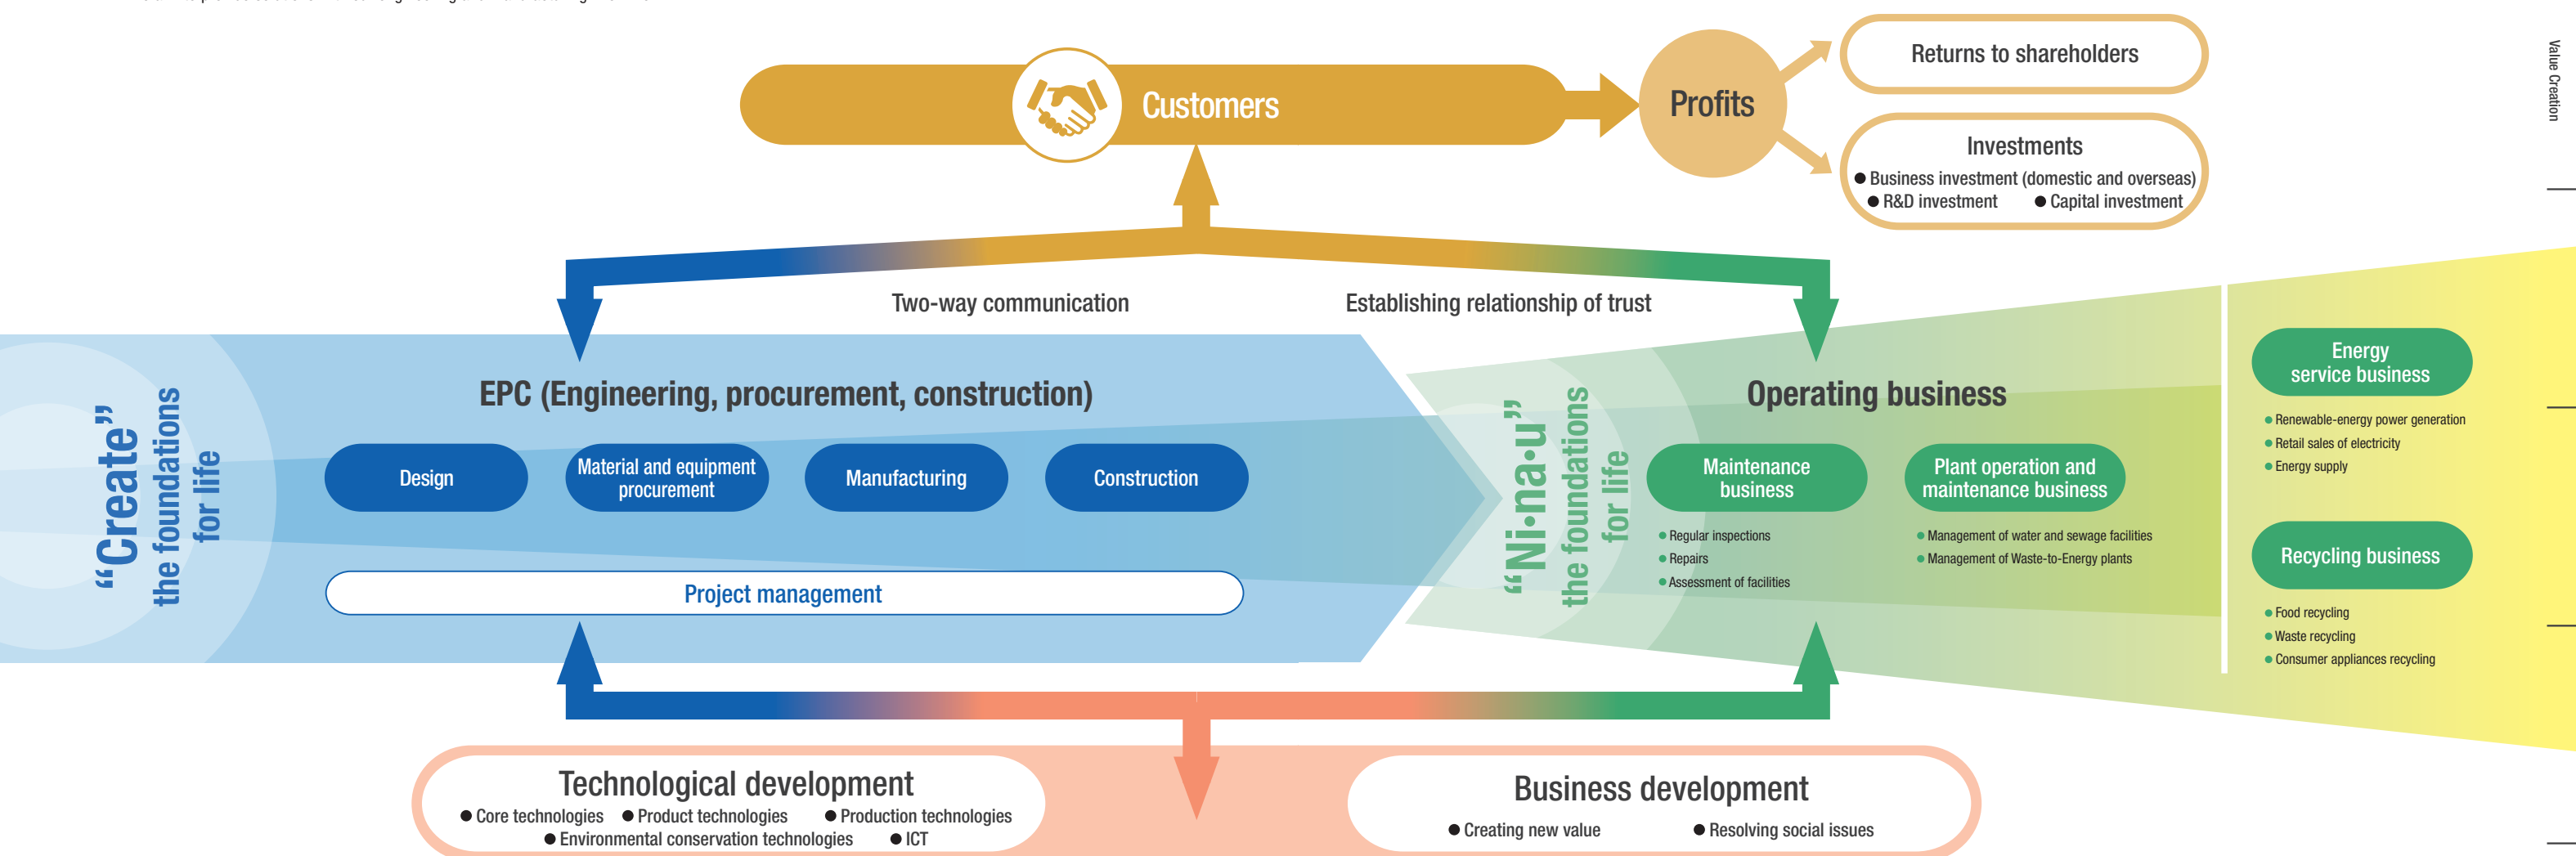 Customers
Profits
Returns to shareholders
Investments
● Business investment (domestic and overseas)
● R&D investment ● Capital investment
Value Creation
Two-way communication
Establishing relationship of trust
“Create”
the foundations
for life
EPC (Engineering, procurement, construction)
Design
Material and equipment
procurement
Manufacturing
Construction
Project management
“Ni•na•u”
the foundations
for life
Operating business
Maintenance
business
● Regular inspections
● Repairs
● Assessment of facilities
Plant operation and
maintenance business
● Management of water and sewage facilities
● Management of Waste-to-Energy plants
Energy
service business
● Renewable-energy power generation
● Retail sales of electricity
● Energy supply
Recycling business
● Food recycling
● Waste recycling
● Consumer appliances recycling
Technological development
● Core technologies ● Product technologies ● Production technologies
● Environmental conservation technologies ● ICT
Business development
● Creating new value ● Resolving social issues